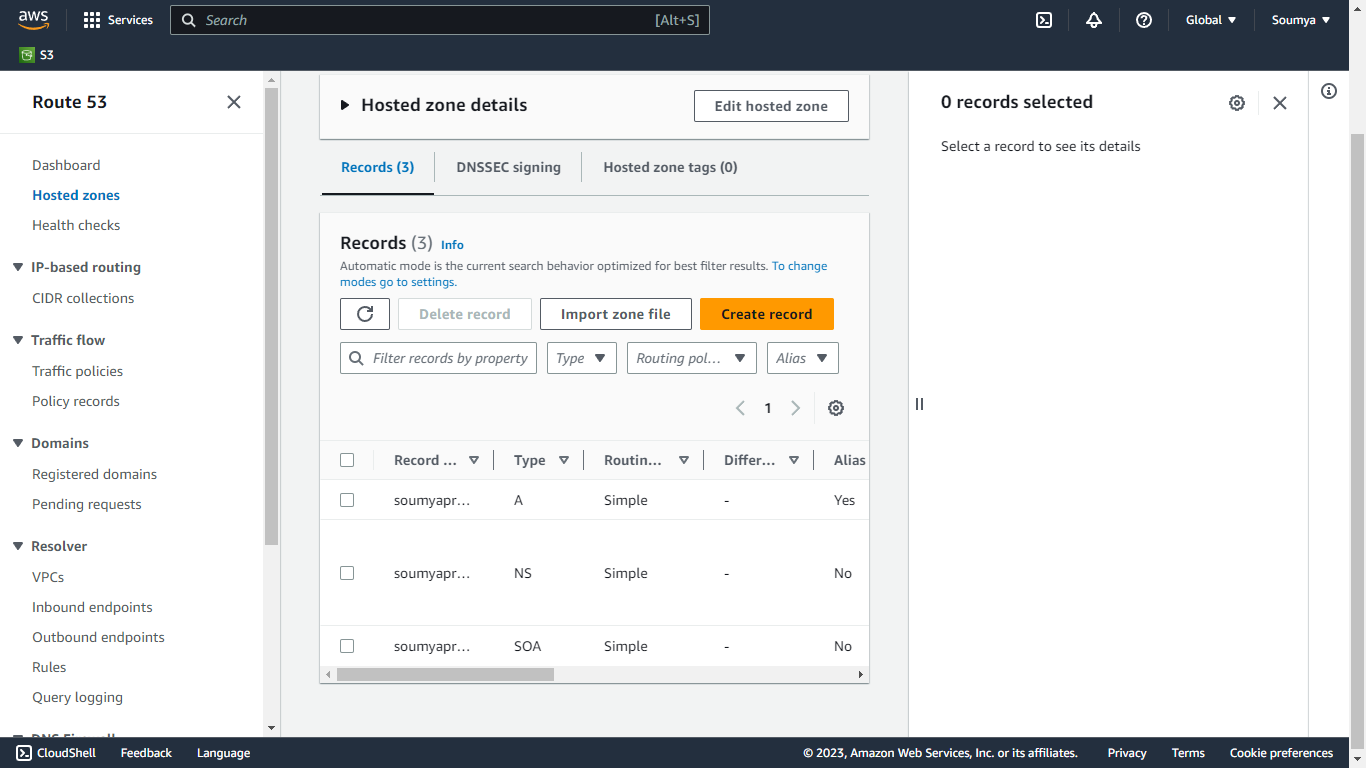 aws
Services
Search
[Alt+S]
Global
Soumya
S3
Route 53
Dashboard
Hosted zones
Health checks
IP-based routing
CIDR collections
Traffic flow
Traffic policies
Policy records
Domains
Registered domains
Pending requests
Resolver
VPCs
Inbound endpoints
Outbound endpoints
Rules
Query logging
Hosted zone details
Edit hosted zone
Records (3)
DNSSEC signing
Hosted zone tags (0)
Records (3) Info
Automatic mode is the current search behavior optimized for best filter results. To change
modes go to settings.
Delete record
Import zone file
Create record
Filter records by property
Type
Routing pol...
Alias
1
Record ... Type Routin... Differ... Alias
soumyapr... A Simple - Yes
soumyapr... NS Simple - No
soumyapr... SOA Simple - No
0 records selected
Select a record to see its details
CloudShell
Feedback
Language
© 2023, Amazon Web Services, Inc. or its affiliates.
Privacy
Terms
Cookie preferences